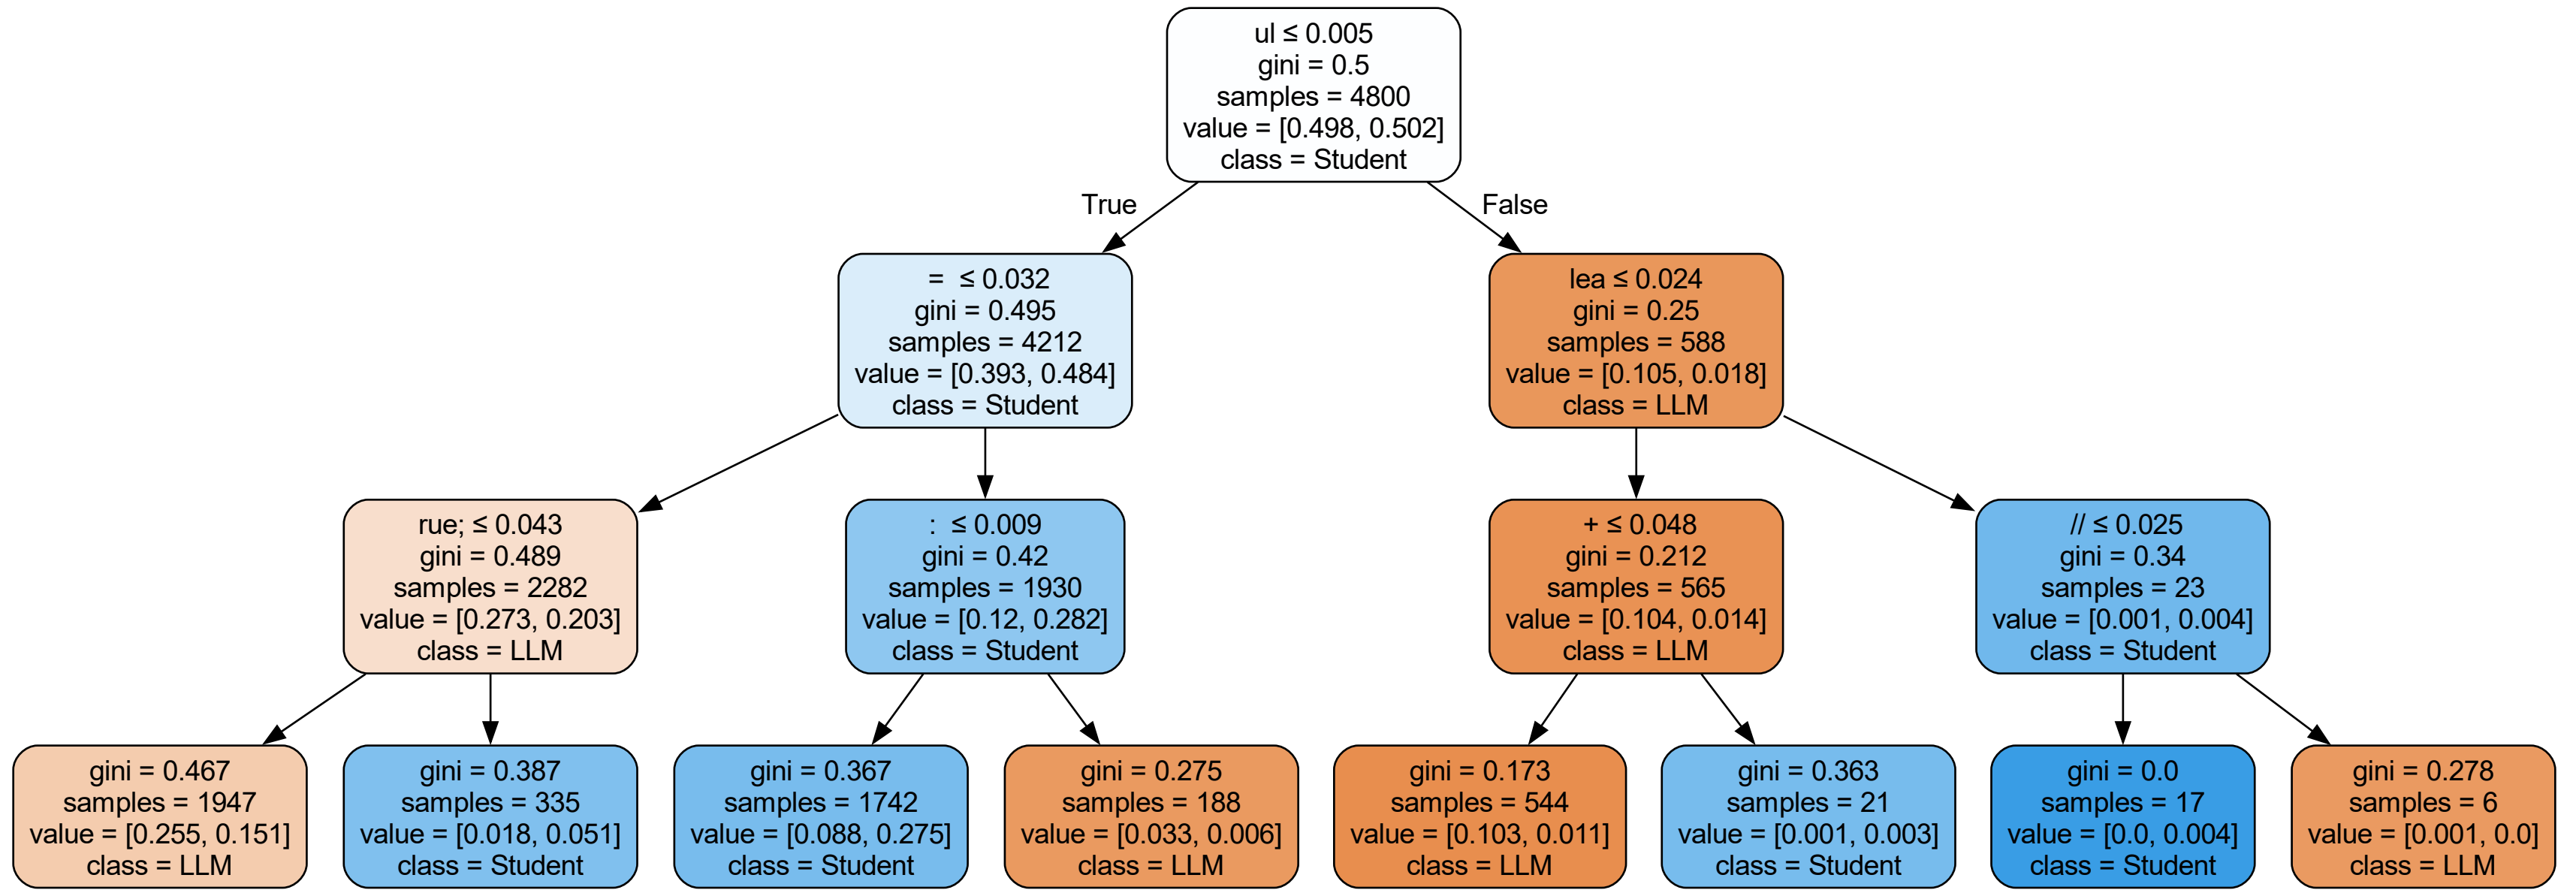 ul ≤ 0.005
gini = 0.5
samples = 4800
value = [0.498, 0.502]
class = Student
True
False
= ≤ 0.032
gini = 0.495
samples = 4212
value = [0.393, 0.484]
class = Student
lea ≤ 0.024
gini = 0.25
samples = 588
value = [0.105, 0.018]
class = LLM
rue; ≤ 0.043
gini = 0.489
samples = 2282
value = [0.273, 0.203]
class = LLM
: ≤ 0.009
gini = 0.42
samples = 1930
value = [0.12, 0.282]
class = Student
+ ≤ 0.048
gini = 0.212
samples = 565
value = [0.104, 0.014]
class = LLM
// ≤ 0.025
gini = 0.34
samples = 23
value = [0.001, 0.004]
class = Student
gini = 0.467
samples = 1947
value = [0.255, 0.151]
class = LLM
gini = 0.387
samples = 335
value = [0.018, 0.051]
class = Student
gini = 0.367
samples = 1742
value = [0.088, 0.275]
class = Student
gini = 0.275
samples = 188
value = [0.033, 0.006]
class = LLM
gini = 0.173
samples = 544
value = [0.103, 0.011]
class = LLM
gini = 0.363
samples = 21
value = [0.001, 0.003]
class = Student
gini = 0.0
samples = 17
value = [0.0, 0.004]
class = Student
gini = 0.278
samples = 6
value = [0.001, 0.0]
class = LLM